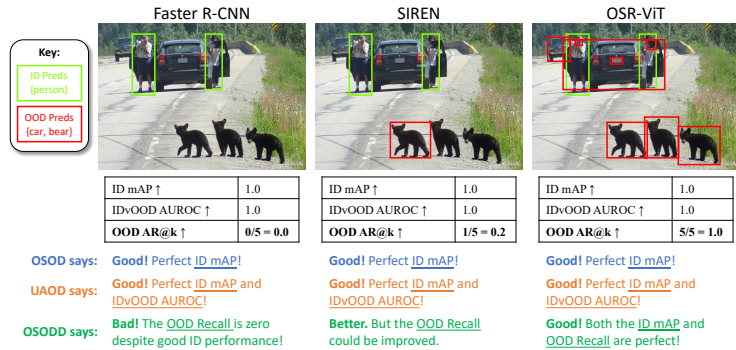 Faster R-CNN
SIREN
OSR-ViT
Key:
ID Preds
{person}
OOD Preds
{car, bear}
ID mAP ↑ 1.0
IDvOOD AUROC ↑ 1.0
OOD AR@k ↑ 0/5 = 0.0
ID mAP ↑ 1.0
IDvOOD AUROC ↑ 1.0
OOD AR@k ↑ 1/5 = 0.2
ID mAP ↑ 1.0
IDvOOD AUROC ↑ 1.0
OOD AR@k ↑ 5/5 = 1.0
OSOD says:
Good! Perfect ID mAP!
Good! Perfect ID mAP!
Good! Perfect ID mAP!
UAOD says:
Good! Perfect ID mAP and
IDvOOD AUROC!
Good! Perfect ID mAP and
IDvOOD AUROC!
Good! Perfect ID mAP and
IDvOOD AUROC!
OSODD says:
Bad! The OOD Recall is zero
despite good ID performance!
Better. But the OOD Recall
could be improved.
Good! Both the ID mAP and
OOD Recall are perfect!